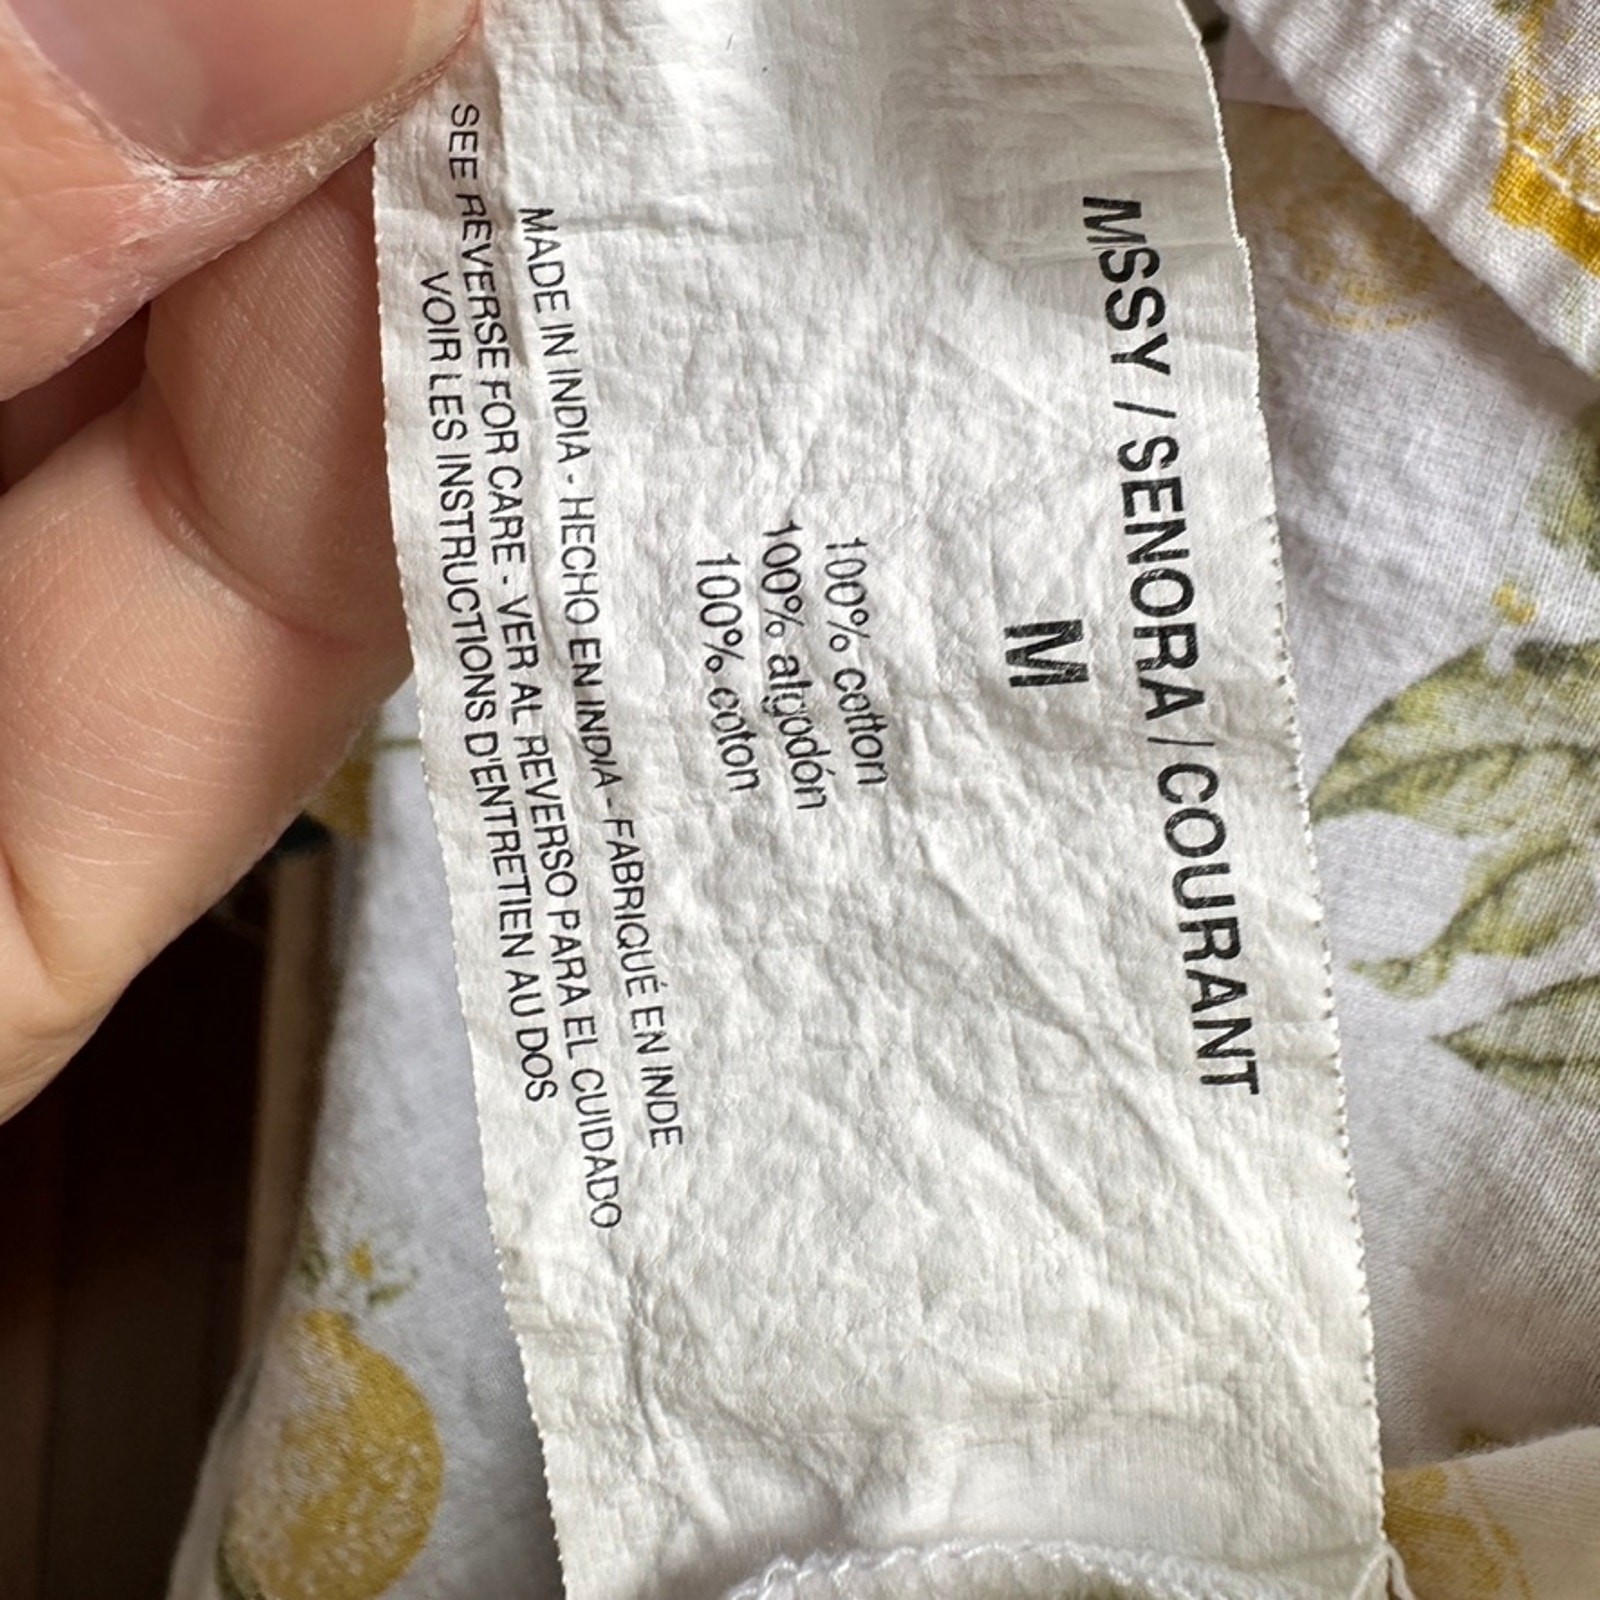 MSSY / SENORA / COURANT
M
100% cotton
100% algodón
100% coton
MADE IN INDIA - HECHO EN INDIA - FABRIQUÉ EN INDE
SEE REVERSE FOR CARE - VER AL REVERSO PARA EL CUIDADO
VOIR LES INSTRUCTIONS D'ENTRETIEN AU DOS